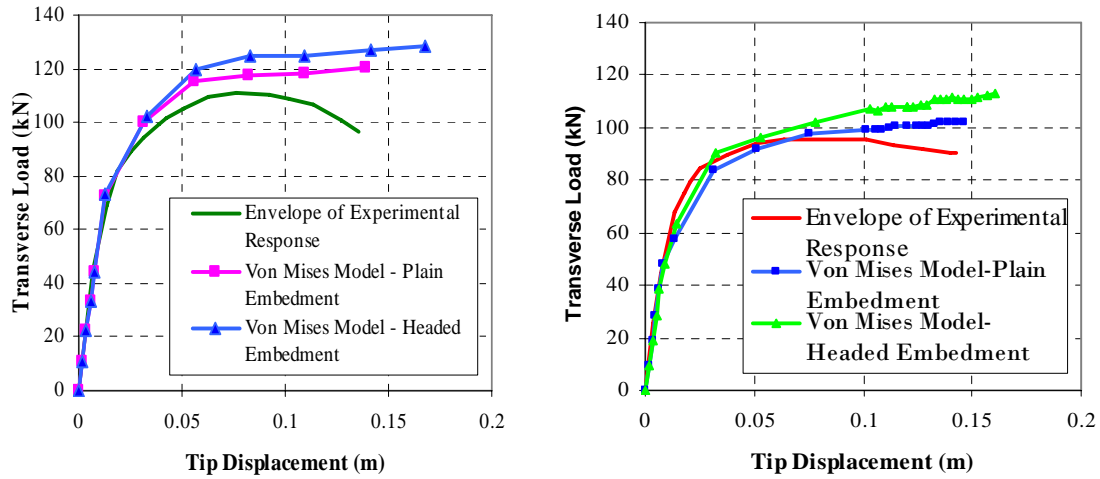 140
120
100
80
60
40
20
0
Transverse Load (kN)
0 0.05 0.1 0.15 0.2
Tip Displacement (m)
Envelope of Experimental
Response
Von Mises Model - Plain
Embedment
Von Mises Model - Headed
Embedment
140
120
100
80
60
40
20
0
Transverse Load (kN)
0 0.05 0.1 0.15 0.2
Tip Displacement (m)
Envelope of Experimental
Response
Von Mises Model-Plain
Embedment
Von Mises Model-
Headed Embedment